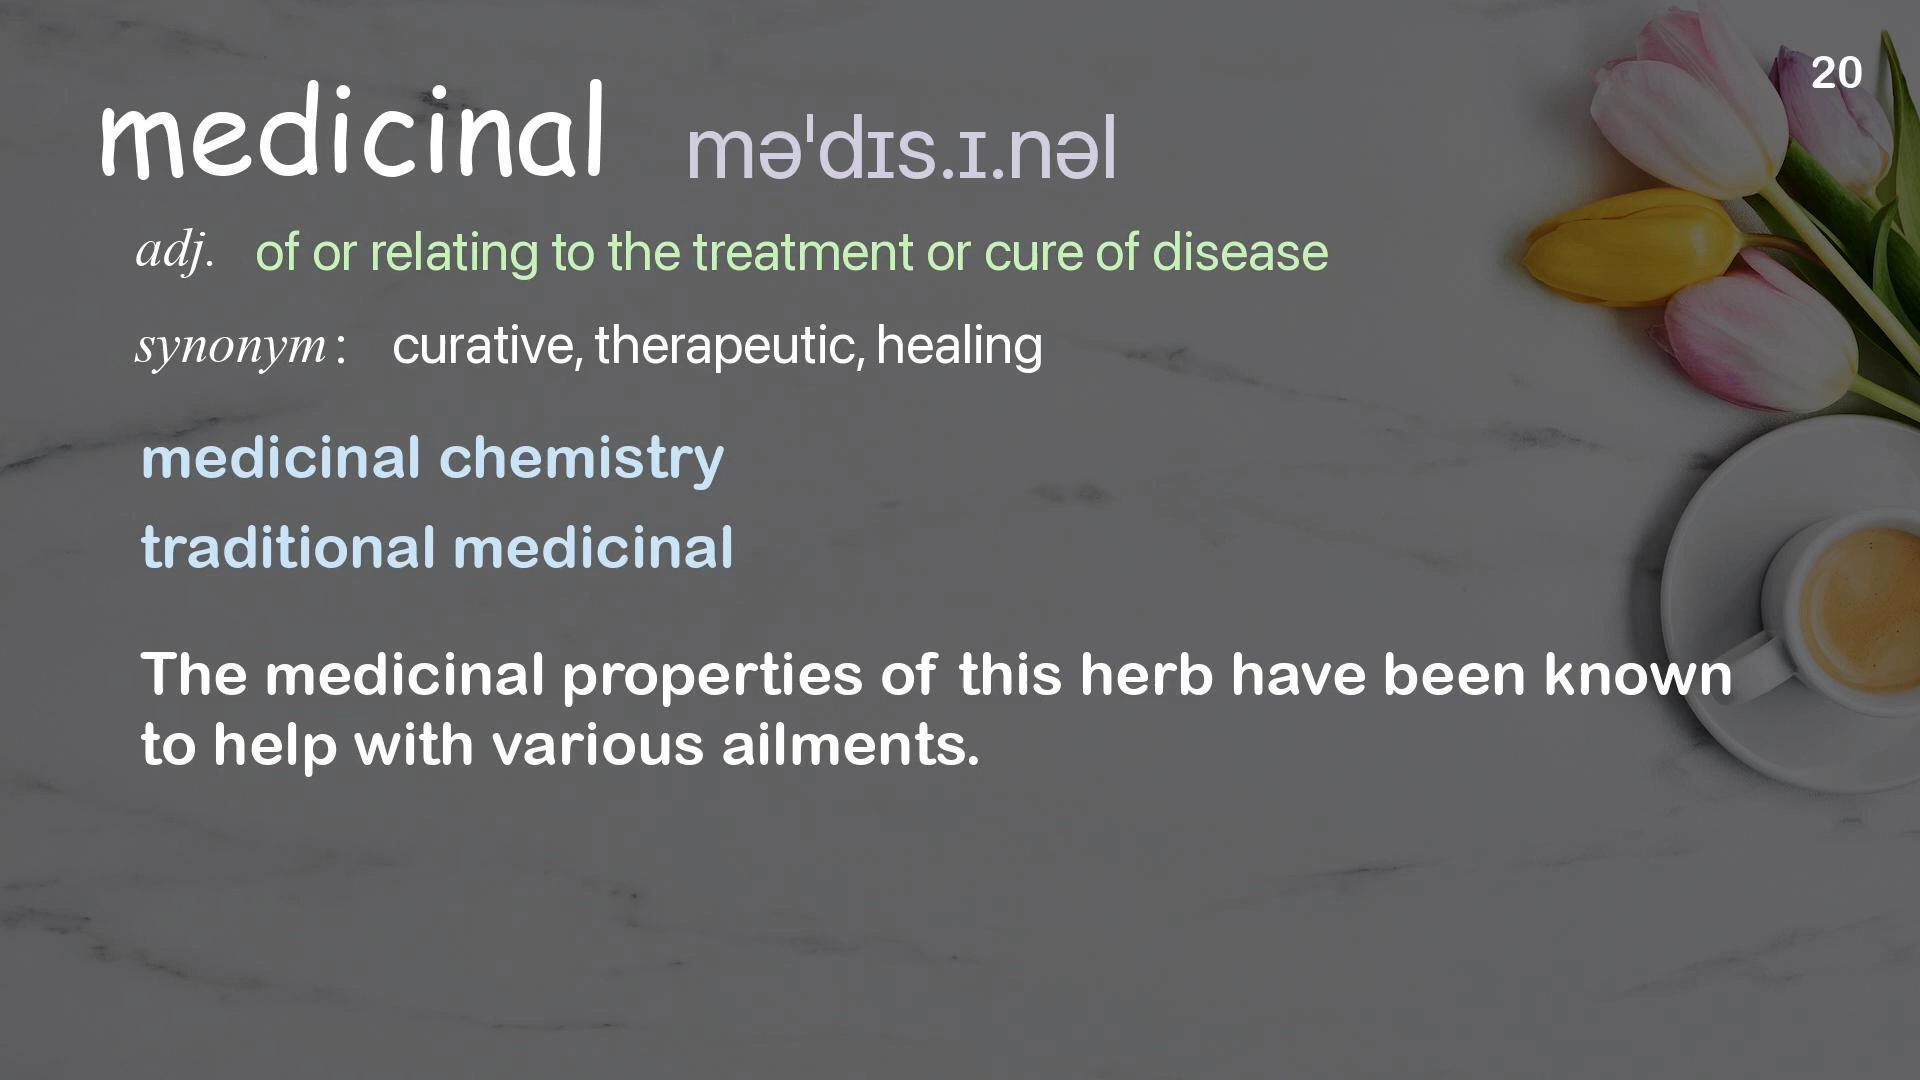 20
medicinal məˈdɪs.ɪ.nəl
adj. of or relating to the treatment or cure of disease
synonym: curative, therapeutic, healing
medicinal chemistry
traditional medicinal
The medicinal properties of this herb have been known
to help with various ailments.